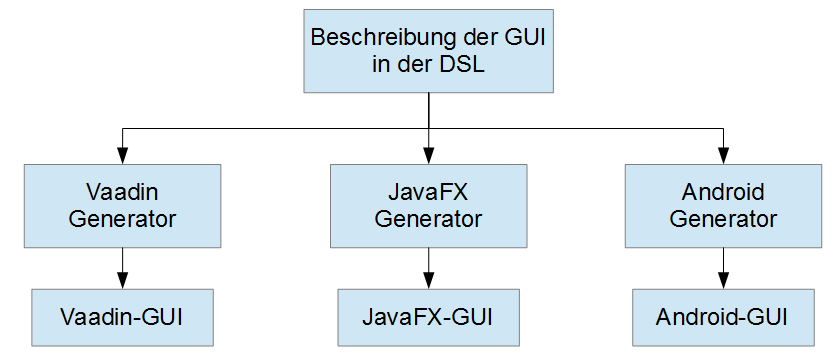 Beschreibung der GUI
in der DSL
Vaadin
Generator
JavaFX
Generator
Android
Generator
Vaadin-GUI
JavaFX-GUI
Android-GUI